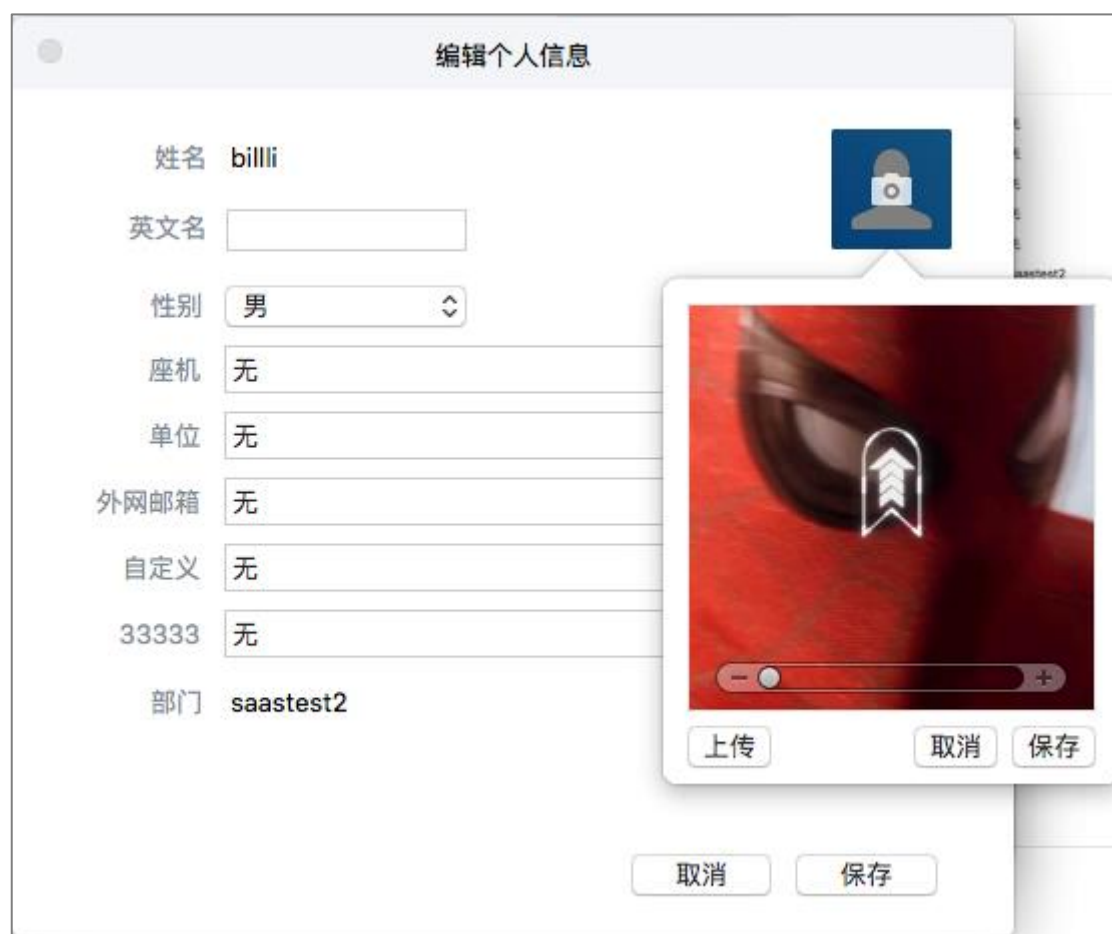 编辑个人信息
姓名 billli
英文名
性别 男
座机 无
单位 无
外网邮箱 无
自定义 无
33333 无
部门 saastest2
上传 取消 保存
取消 保存